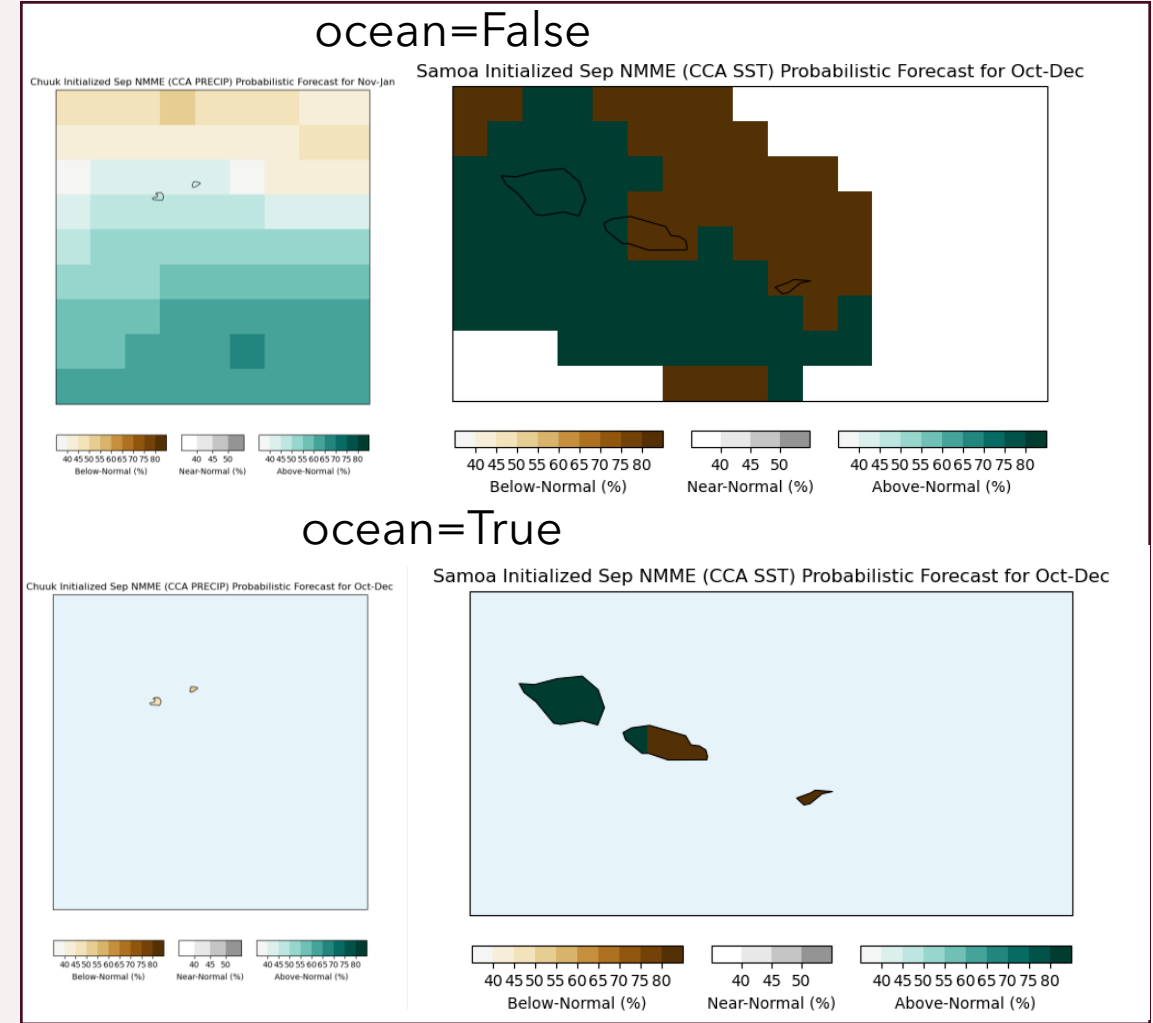 ocean=False
Chuuk Initialized Sep NMME (CCA PRECIP) Probabilistic Forecast for Nov-Jan
Samoa Initialized Sep NMME (CCA SST) Probabilistic Forecast for Oct-Dec
40 45 50 55 60 65 70 75 80
Below-Normal (%)
40 45 50
Near-Normal (%)
40 45 50 55 60 65 70 75 80
Above-Normal (%)
40 45 50 55 60 65 70 75 80
Below-Normal (%)
40 45 50
Near-Normal (%)
40 45 50 55 60 65 70 75 80
Above-Normal (%)
ocean=True
Chuuk Initialized Sep NMME (CCA PRECIP) Probabilistic Forecast for Oct-Dec
Samoa Initialized Sep NMME (CCA SST) Probabilistic Forecast for Oct-Dec
40 45 50 55 60 65 70 75 80
Below-Normal (%)
40 45 50
Near-Normal (%)
40 45 50 55 60 65 70 75 80
Above-Normal (%)
40 45 50 55 60 65 70 75 80
Below-Normal (%)
40 45 50
Near-Normal (%)
40 45 50 55 60 65 70 75 80
Above-Normal (%)